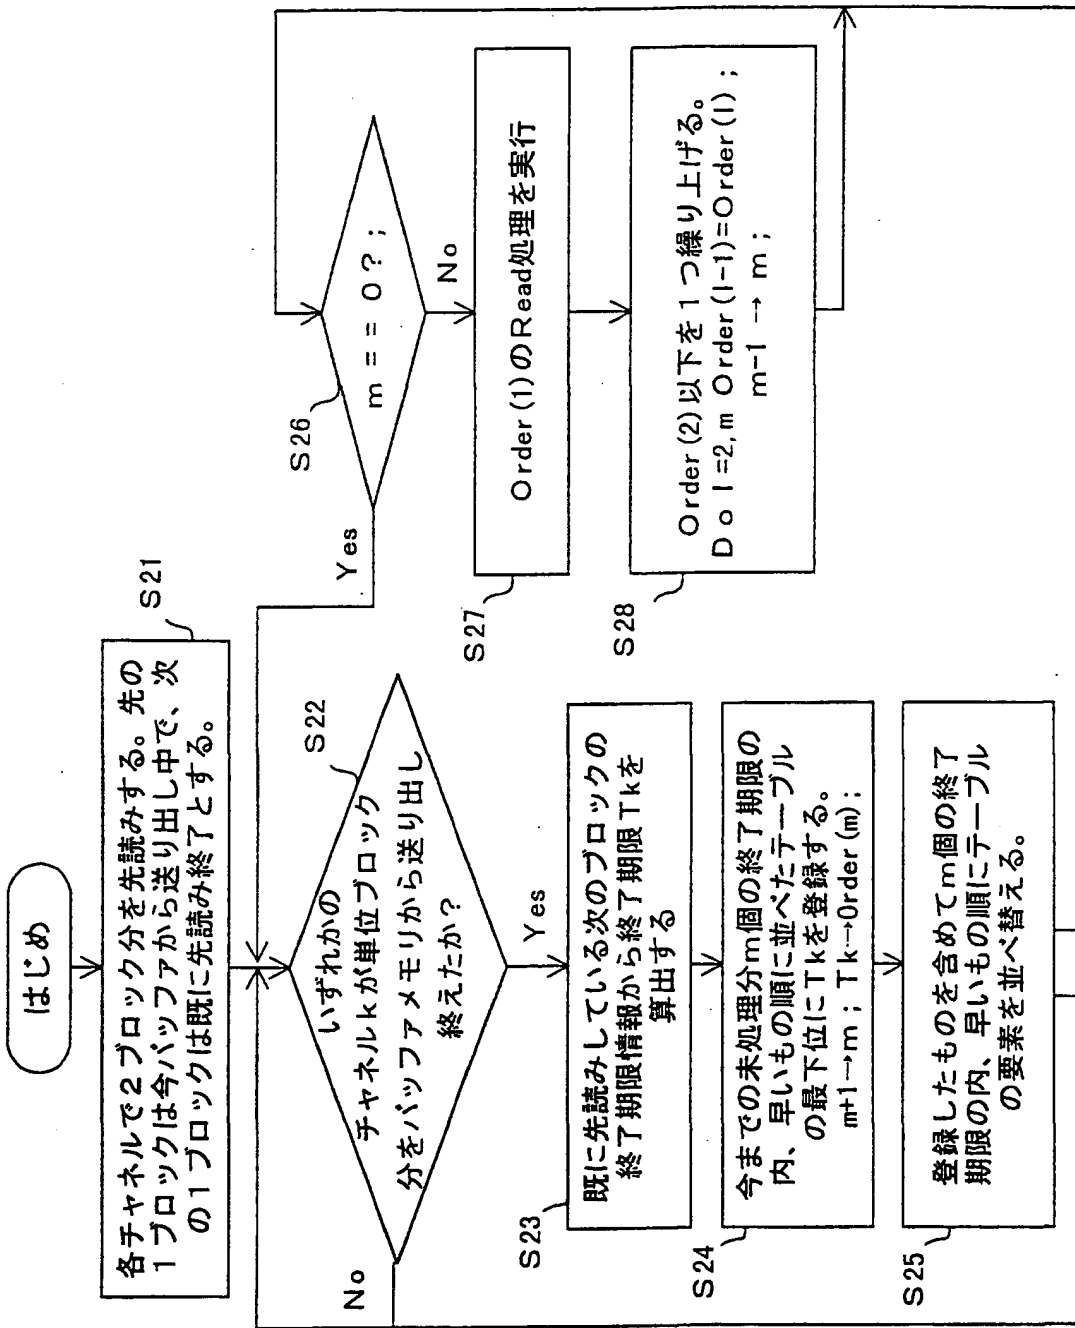 はじめ
S21
各チャネルで2ブロック分を先読みする。先の
1ブロックは今バッファから送り出し中で、次
の1ブロックは既に先読み終了とする。
S22
いずれかの
チャネルkが単位ブロック
分をバッファメモリから送り出し
終えたか?
No
Yes
S23
既に先読みしている次のブロックの
終了期限情報から終了期限Tkを
算出する
S24
今までの未処理分m個の終了期限の
内、早いもの順に並べたテーブル
の最下位にTkを登録する。
m+1→m ; Tk→Order(m);
S25
登録したものを含めてm個の終了
期限の内、早いもの順にテーブル
の要素を並べ替える。
S26
m == 0 ? ;
Yes
No
S27
Order(1)のRead処理を実行
S28
Order(2)以下を1つ繰り上げる。
Do l=2,m Order(l-1)=Order(l) ;
m-1 → m ;